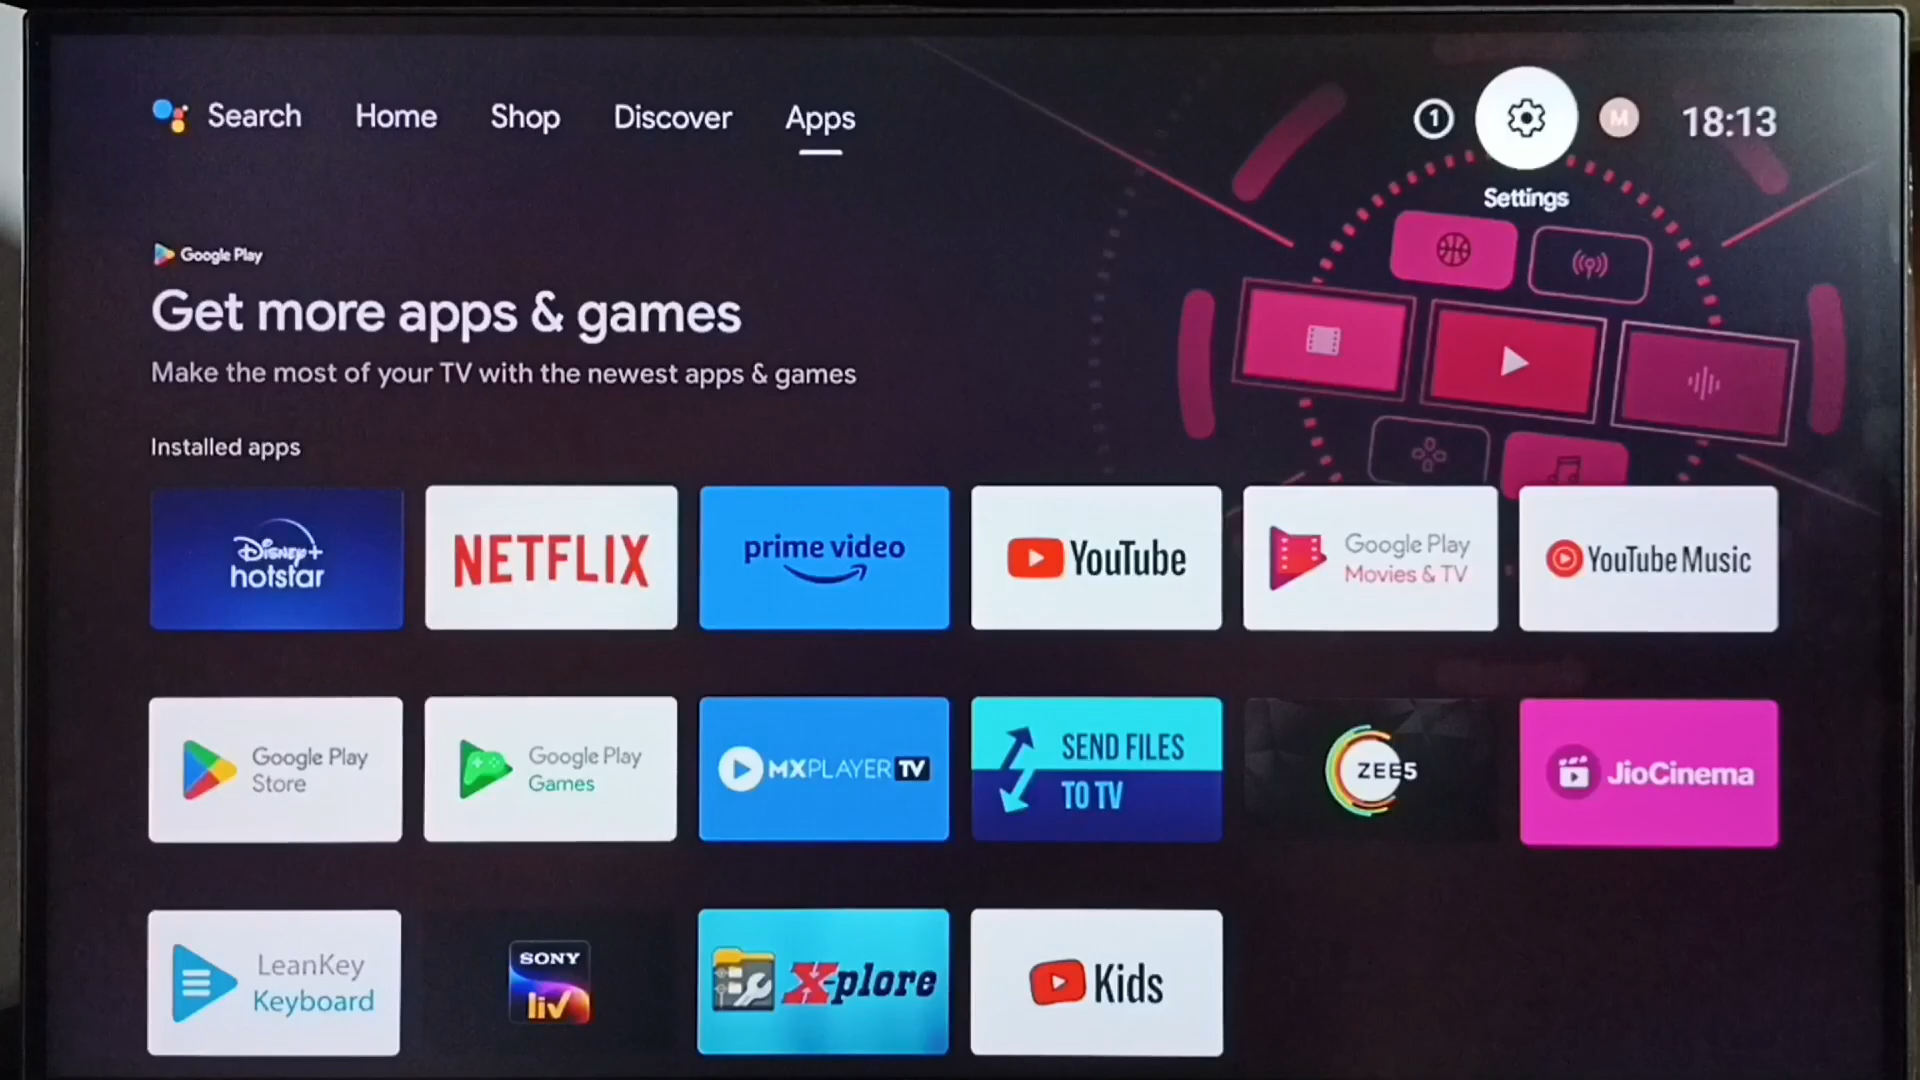 Search Home Shop Discover Apps
1 M 18:13
Settings
Google Play
Get more apps & games
Make the most of your TV with the newest apps & games
Installed apps
Disney+
hotstar
NETFLIX
prime video
YouTube
Google Play
Movies & TV
YouTube Music
Google Play
Store
Google Play
Games
MXPLAYER TV
SEND FILES
TO TV
ZEE5
JioCinema
LeanKey
Keyboard
SONY
liv
X-plore
Kids